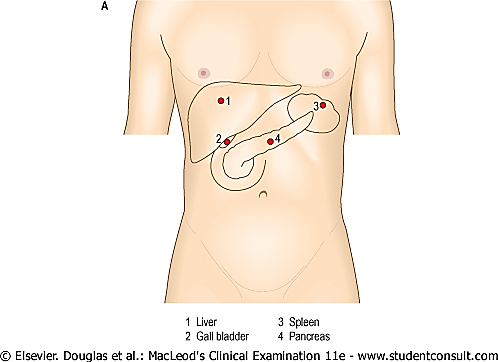 A
1
3
2
4
1 Liver 3 Spleen
2 Gall bladder 4 Pancreas
© Elsevier. Douglas et al.: MacLeod's Clinical Examination 11e - www.studentconsult.com